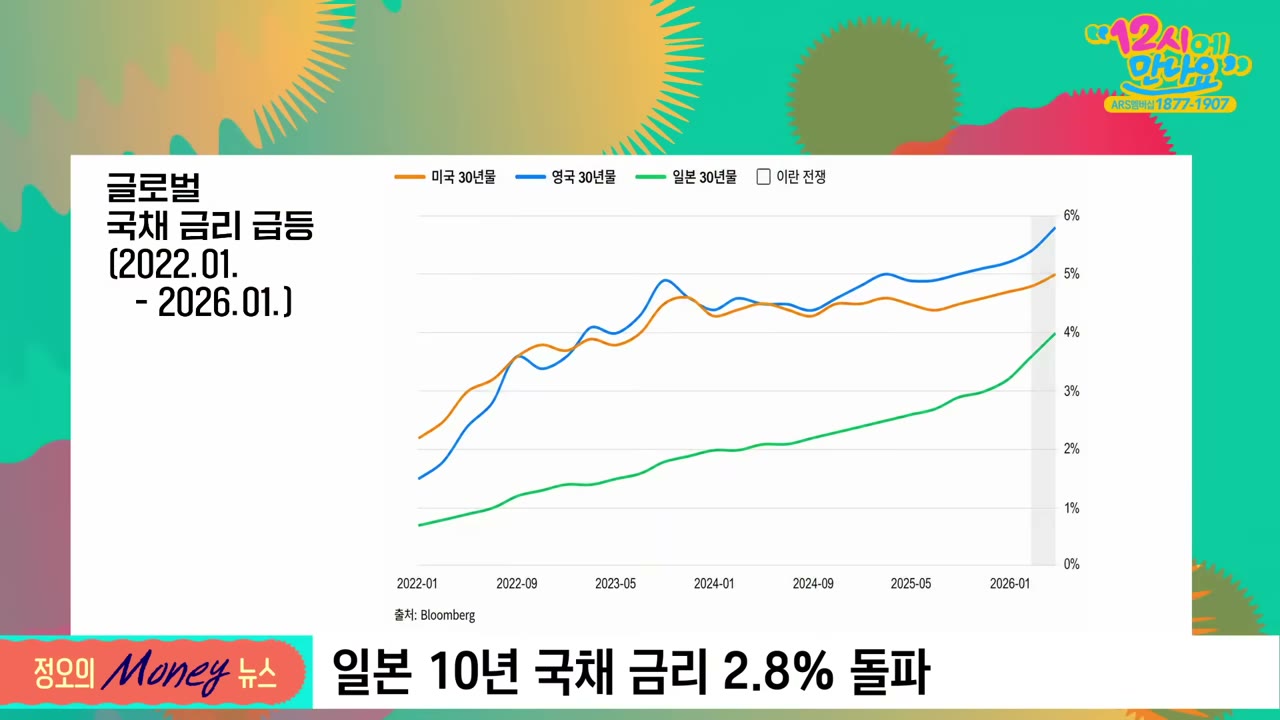 “12시에
만나요”
ARS멤버십 1877-1907
글로벌
국채 금리 급등
(2022.01.
- 2026.01.)
미국 30년물 영국 30년물 일본 30년물 이란 전쟁
6%
5%
4%
3%
2%
1%
0%
2022-01 2022-09 2023-05 2024-01 2024-09 2025-05 2026-01
출처: Bloomberg
정오의 Money 뉴스
일본 10년 국채 금리 2.8% 돌파